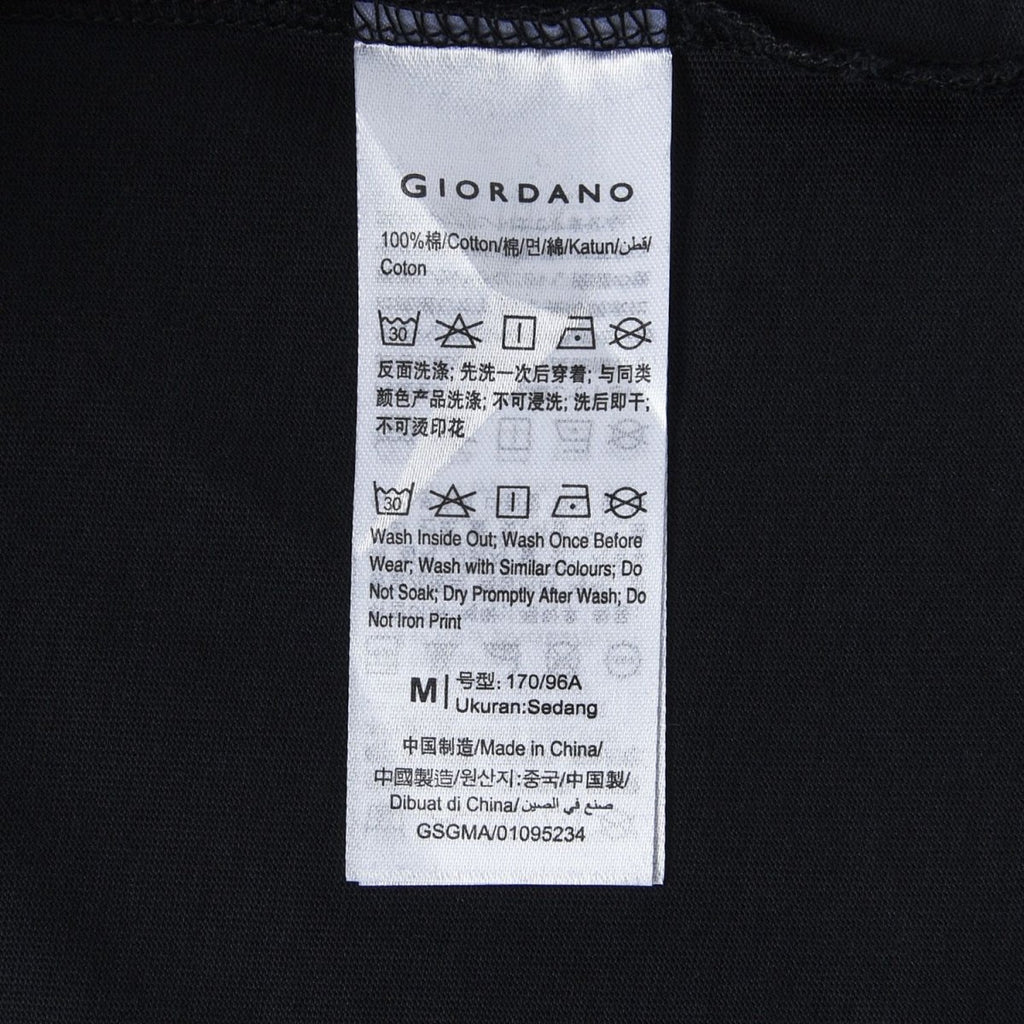 GIORDANO
100%棉/Cotton/棉/면/綿/Katun/قطن/
Coton
30
反面洗涤; 先洗一次后穿着; 与同类
颜色产品洗涤; 不可浸洗; 洗后即干;
不可烫印花
30
Wash Inside Out; Wash Once Before
Wear; Wash with Similar Colours; Do
Not Soak; Dry Promptly After Wash; Do
Not Iron Print
M 号型: 170/96A
Ukuran:Sedang
中国制造/Made in China/
中國製造/원산지:중국/中国製/
Dibuat di China/صنع في الصين
GSGMA/01095234